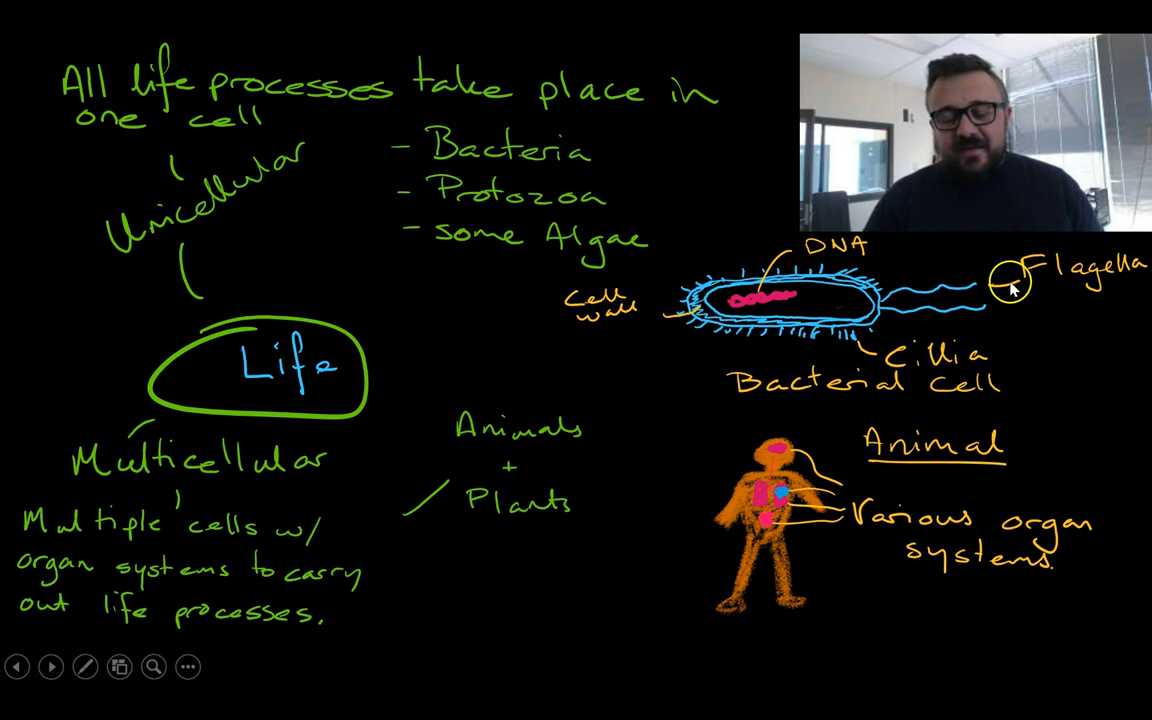 All life processes take place in
one cell
Unicellular
- Bacteria
- Protozoa
- some Algae
Life
Multicellular
Multiple cells w/
organ systems to carry
out life processes.
Animals
+
Plants
DNA
Flagella
Cell
wall
Cillia
Bacterial Cell
Animal
Various organ
systems.